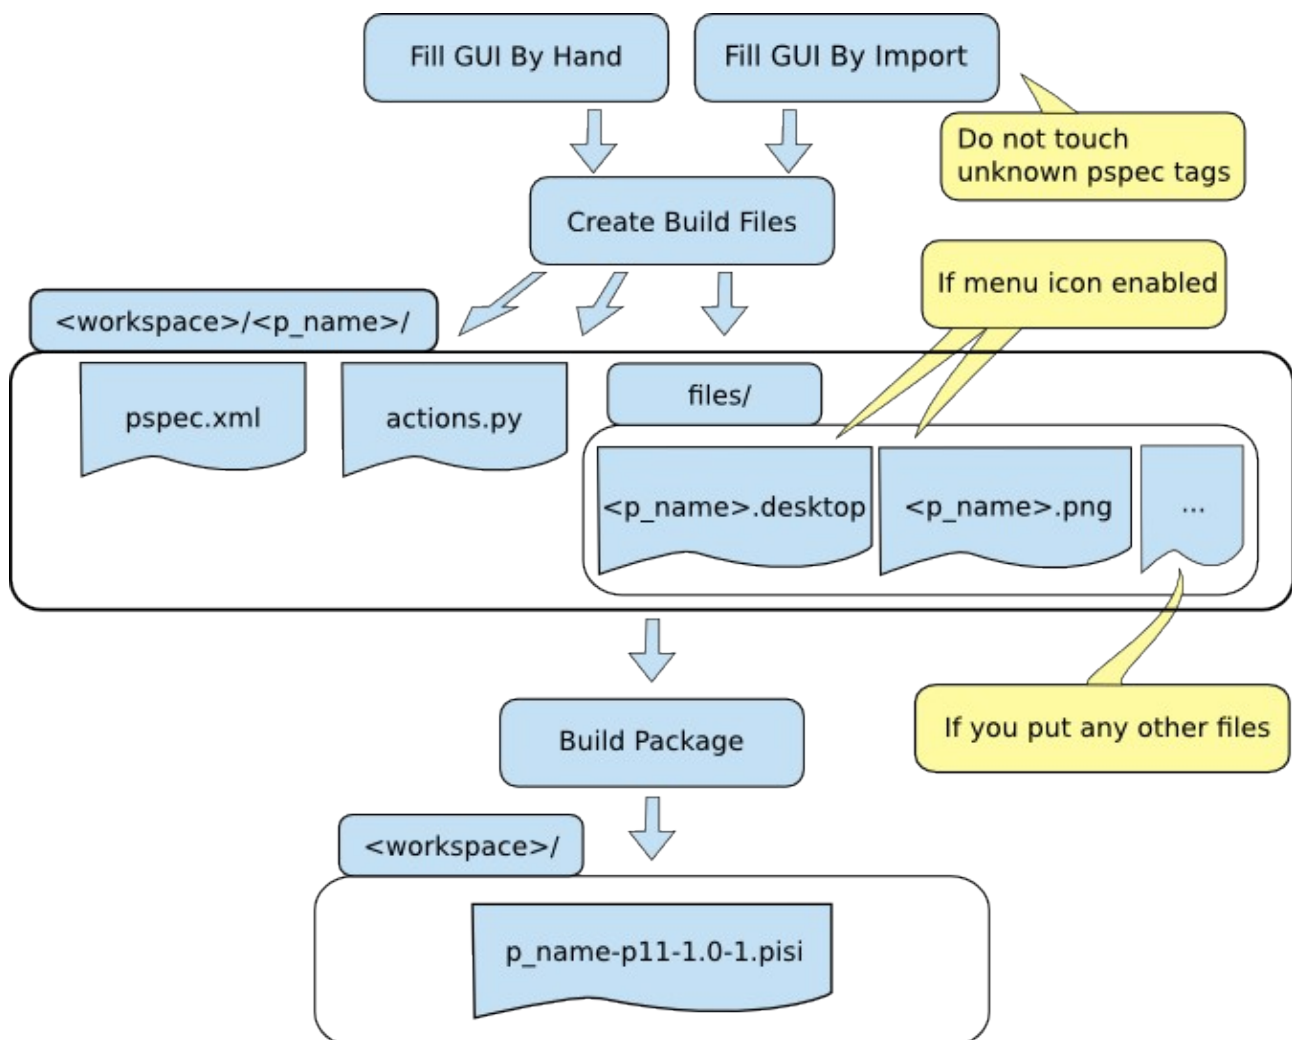 Fill GUI By Hand
Fill GUI By Import
Do not touch
unknown pspec tags
Create Build Files
If menu icon enabled
<workspace>/<p_name>/
files/
pspec.xml
actions.py
<p_name>.desktop
<p_name>.png
...
If you put any other files
Build Package
<workspace>/
p_name-p11-1.0-1.pisi